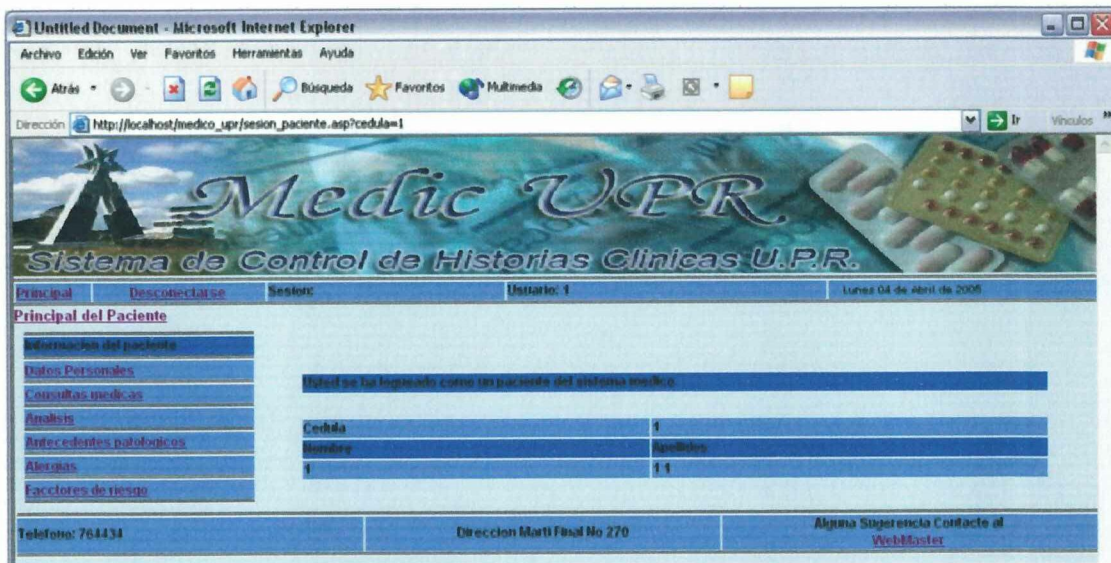 Untitled Document - Microsoft Internet Explorer
Archivo Edición Ver Favoritos Herramientas Ayuda
Atrás Búsqueda Favoritos Multimedia
Dirección http://localhost/medico_upr/sesion_paciente.asp?cedula=1 Ir Vínculos
Medic UPR
Sistema de Control de Historias Clinicas U.P.R.
Principal Desconectarse Sesion: Usuario: 1 Lunes 04 de Abril de
Principal del Paciente
Informacion del paciente
Datos Personales
Consultas medicas
Analisis
Antecedentes patologicos
Alergias
Facctores de riesgo
Usted se ha logueado como un paciente del sistema medico
Cedula 1
Nombre Apellidos
1 1 1
Telefono: 764434 Direccion Marti Final No 270 Alguna Sugerencia Contacte al
WebMaster